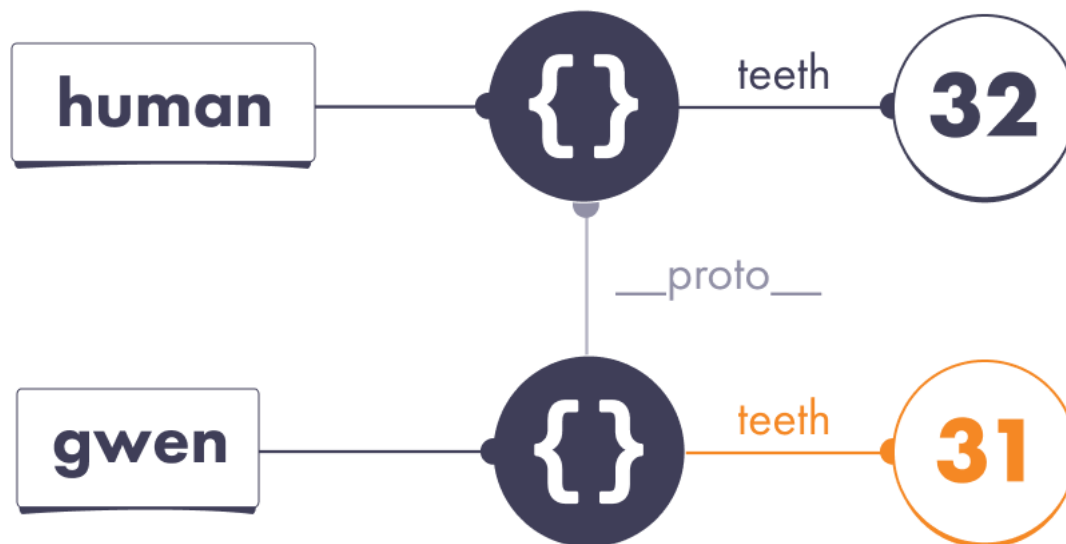 human {} teeth 32
__proto__
gwen {} teeth 31